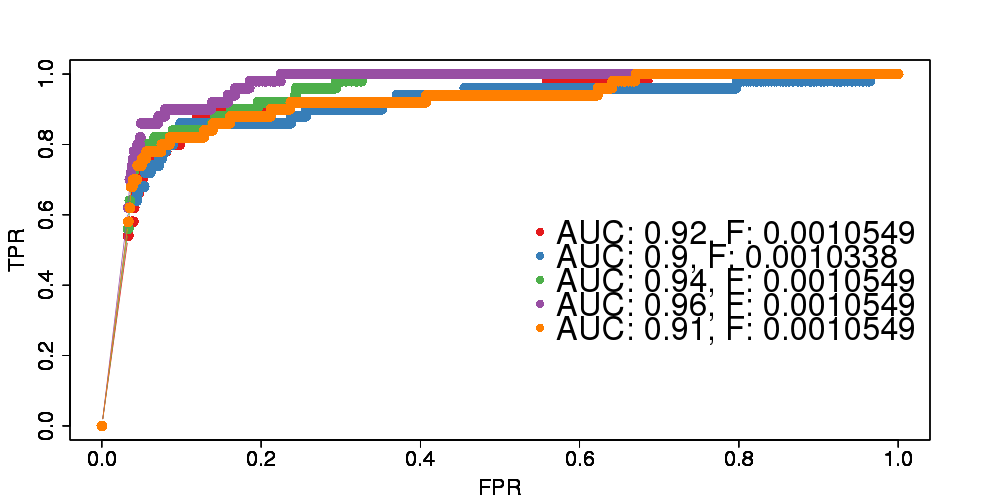 1.0
0.8
0.6
0.4
0.2
0.0
TPR
AUC: 0.92, F: 0.0010549
AUC: 0.9, F: 0.0010338
AUC: 0.94, F: 0.0010549
AUC: 0.96, F: 0.0010549
AUC: 0.91, F: 0.0010549
0.0 0.2 0.4 0.6 0.8 1.0
FPR